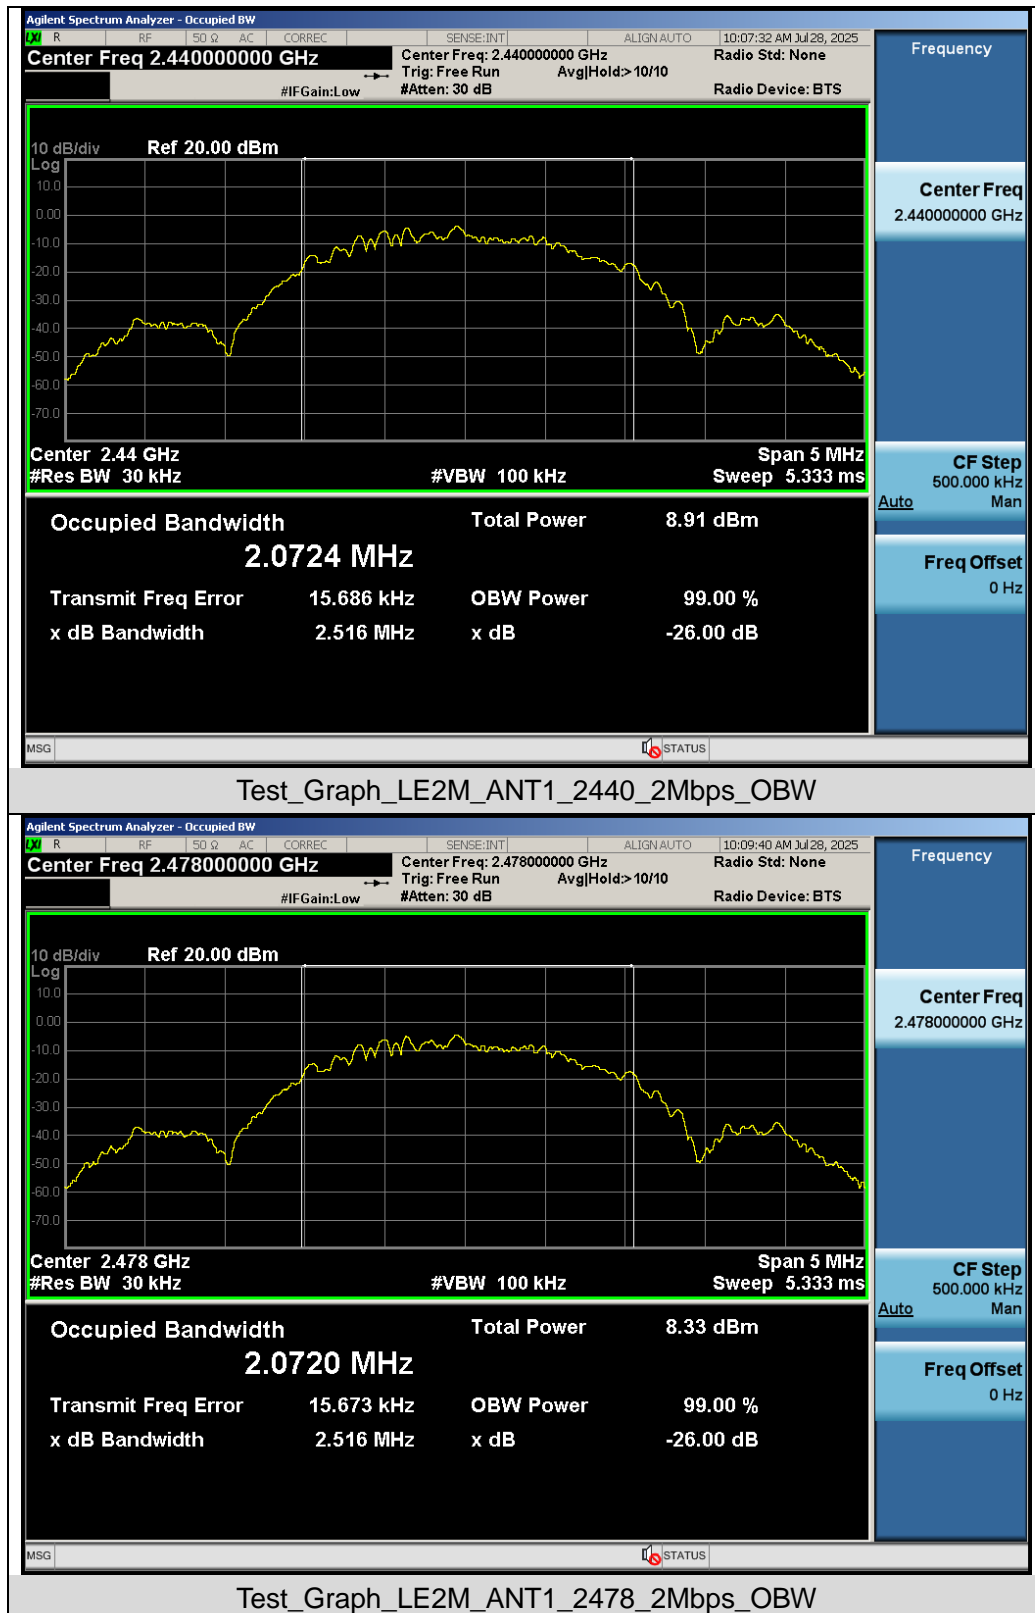 Agilent Spectrum Analyzer - Occupied BW
LXI R RF 50 Ω AC CORREC SENSE:INT ALIGN AUTO 10:07:32 AM Jul 28, 2025
Center Freq 2.440000000 GHz
Center Freq: 2.440000000 GHz
Radio Std: None
Trig: Free Run Avg|Hold:>10/10
#IFGain:Low
#Atten: 30 dB
Radio Device: BTS
Frequency
10 dB/div Ref 20.00 dBm
Log
10.0
0.00
-10.0
-20.0
-30.0
-40.0
-50.0
-60.0
-70.0
Center 2.44 GHz
Span 5 MHz
#Res BW 30 kHz
#VBW 100 kHz
Sweep 5.333 ms
Center Freq
2.440000000 GHz
CF Step
500.000 kHz
Auto Man
Freq Offset
0 Hz
Occupied Bandwidth
Total Power 8.91 dBm
2.0724 MHz
Transmit Freq Error 15.686 kHz OBW Power 99.00 %
x dB Bandwidth 2.516 MHz x dB -26.00 dB
MSG
STATUS
Test_Graph_LE2M_ANT1_2440_2Mbps_OBW
Agilent Spectrum Analyzer - Occupied BW
LXI R RF 50 Ω AC CORREC SENSE:INT ALIGN AUTO 10:09:40 AM Jul 28, 2025
Center Freq 2.478000000 GHz
Center Freq: 2.478000000 GHz
Radio Std: None
Trig: Free Run Avg|Hold:>10/10
#IFGain:Low
#Atten: 30 dB
Radio Device: BTS
Frequency
10 dB/div Ref 20.00 dBm
Log
10.0
0.00
-10.0
-20.0
-30.0
-40.0
-50.0
-60.0
-70.0
Center 2.478 GHz
Span 5 MHz
#Res BW 30 kHz
#VBW 100 kHz
Sweep 5.333 ms
Center Freq
2.478000000 GHz
CF Step
500.000 kHz
Auto Man
Freq Offset
0 Hz
Occupied Bandwidth
Total Power 8.33 dBm
2.0720 MHz
Transmit Freq Error 15.673 kHz OBW Power 99.00 %
x dB Bandwidth 2.516 MHz x dB -26.00 dB
MSG
STATUS
Test_Graph_LE2M_ANT1_2478_2Mbps_OBW